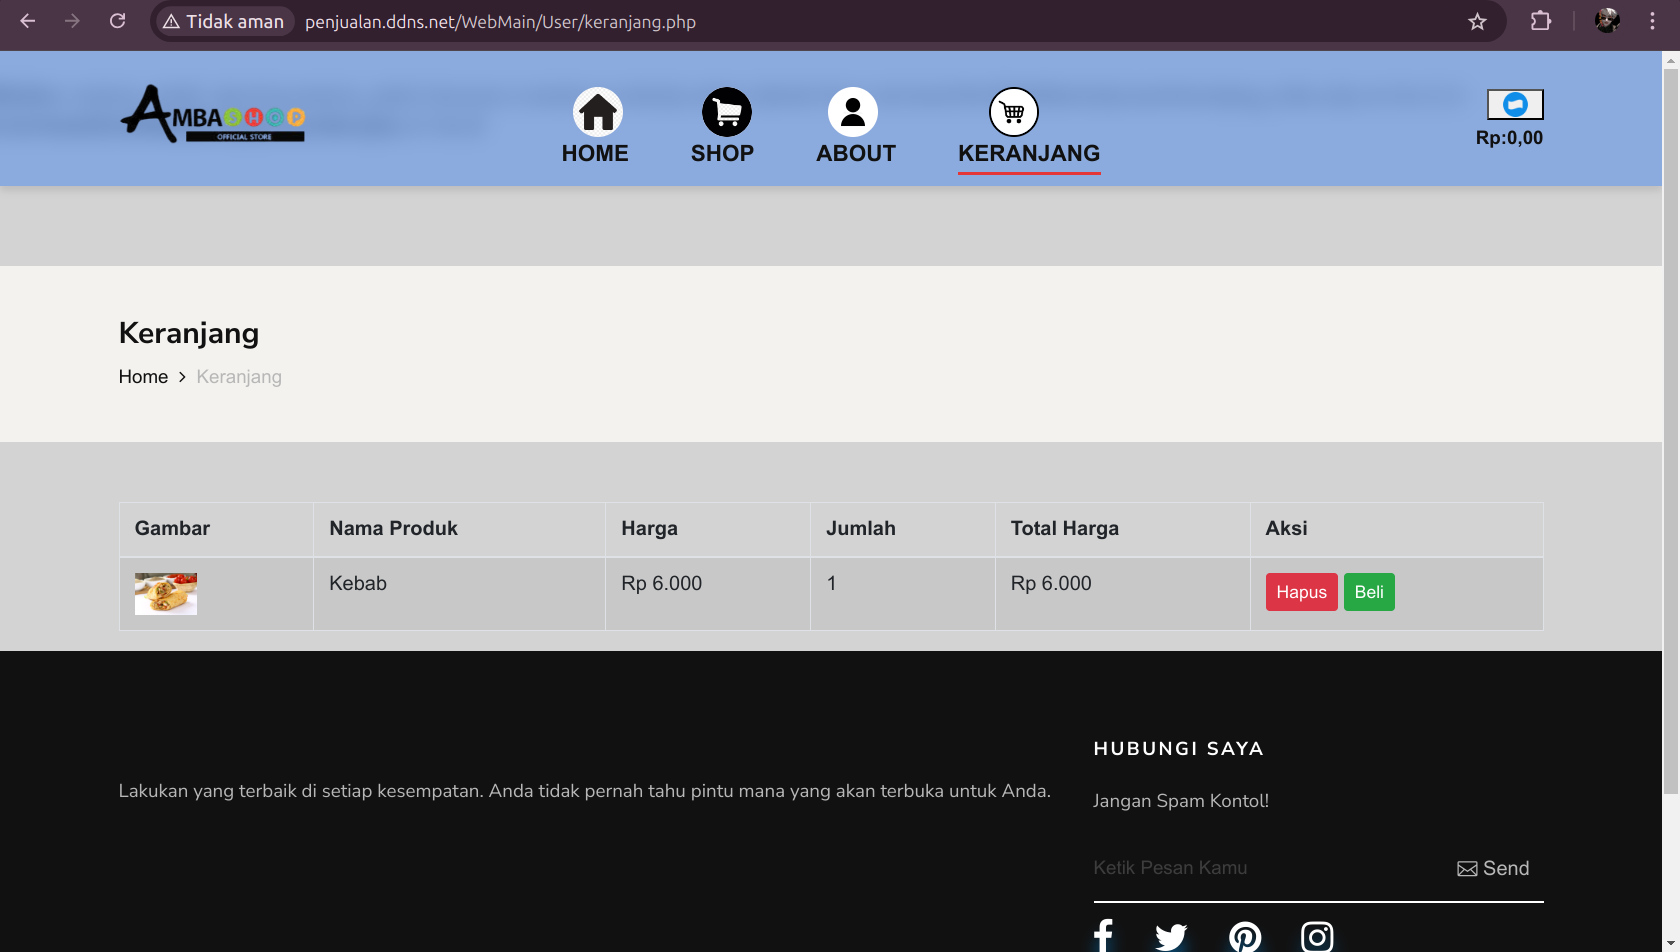 Tidak aman penjualan.ddns.net/WebMain/User/keranjang.php
AMBASHOP
OFFICIAL STORE
HOME SHOP ABOUT KERANJANG
Rp:0,00
Keranjang
Home > Keranjang
Gambar Nama Produk Harga Jumlah Total Harga Aksi
Kebab Rp 6.000 1 Rp 6.000 Hapus Beli
HUBUNGI SAYA
Lakukan yang terbaik di setiap kesempatan. Anda tidak pernah tahu pintu mana yang akan terbuka untuk Anda.
Jangan Spam Kontol!
Ketik Pesan Kamu Send